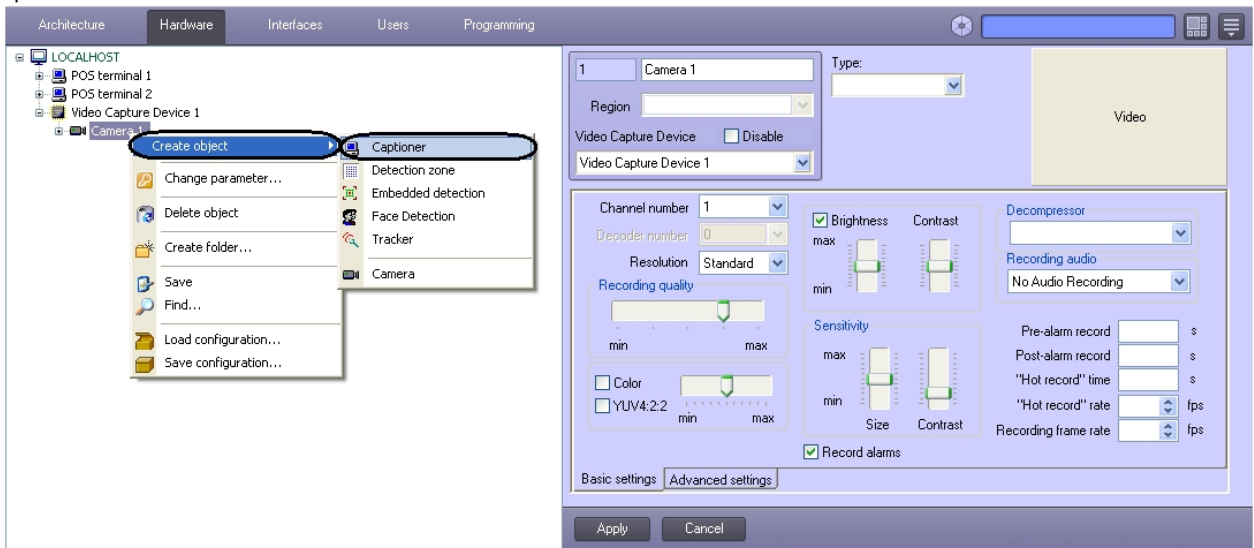 Architecture Hardware Interfaces Users Programming
LOCALHOST
POS terminal 1
POS terminal 2
Video Capture Device 1
Camera 1
Create object
Change parameter...
Delete object
Create folder...
Save
Find...
Load configuration...
Save configuration...
Captioner
Detection zone
Embedded detection
Face Detection
Tracker
Camera
1 Camera 1
Region
Video Capture Device Disable
Video Capture Device 1
Type:
Video
Channel number 1
Decoder number 0
Resolution Standard
Recording quality
min max
Color
YUV4:2:2
min max
Brightness Contrast
max
min
Sensitivity
max
min
Size Contrast
Record alarms
Decompressor
Recording audio
No Audio Recording
Pre-alarm record s
Post-alarm record s
"Hot record" time s
"Hot record" rate fps
Recording frame rate fps
Basic settings Advanced settings
Apply Cancel